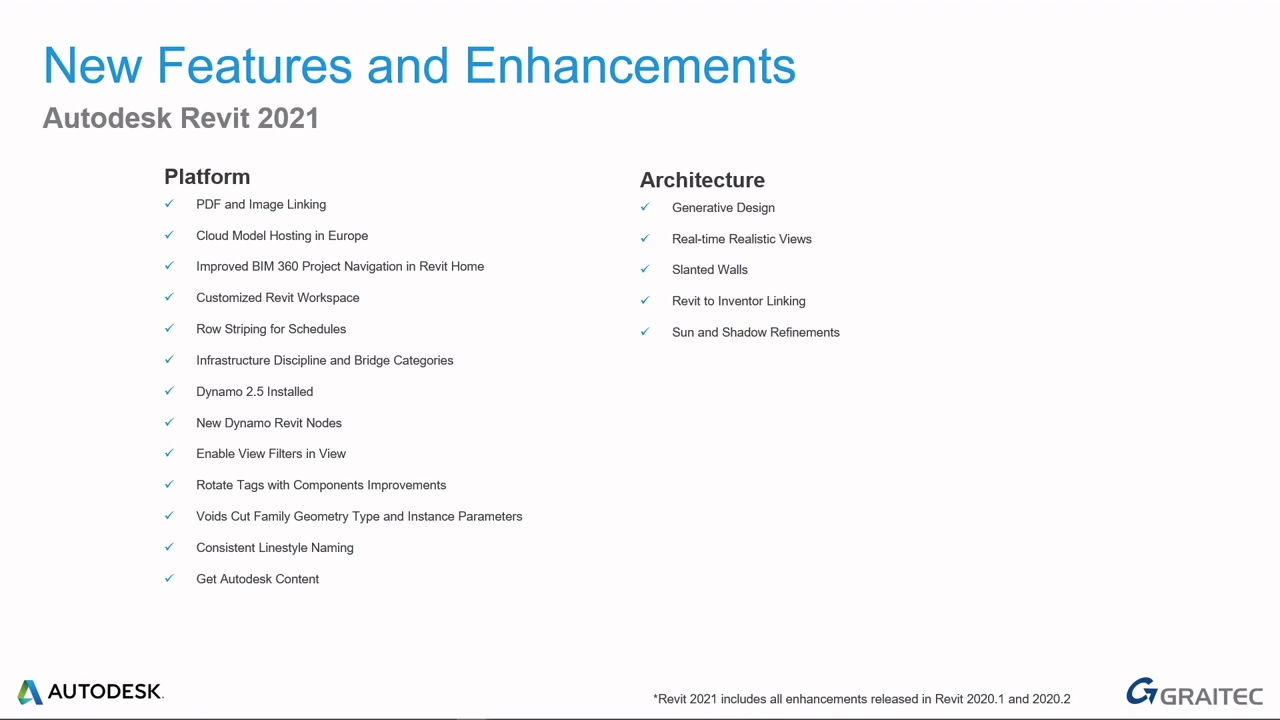 New Features and Enhancements
Autodesk Revit 2021
Platform
PDF and Image Linking
Cloud Model Hosting in Europe
Improved BIM 360 Project Navigation in Revit Home
Customized Revit Workspace
Row Striping for Schedules
Infrastructure Discipline and Bridge Categories
Dynamo 2.5 Installed
New Dynamo Revit Nodes
Enable View Filters in View
Rotate Tags with Components Improvements
Voids Cut Family Geometry Type and Instance Parameters
Consistent Linestyle Naming
Get Autodesk Content
Architecture
Generative Design
Real-time Realistic Views
Slanted Walls
Revit to Inventor Linking
Sun and Shadow Refinements
AUTODESK.
*Revit 2021 includes all enhancements released in Revit 2020.1 and 2020.2
GRAITEC